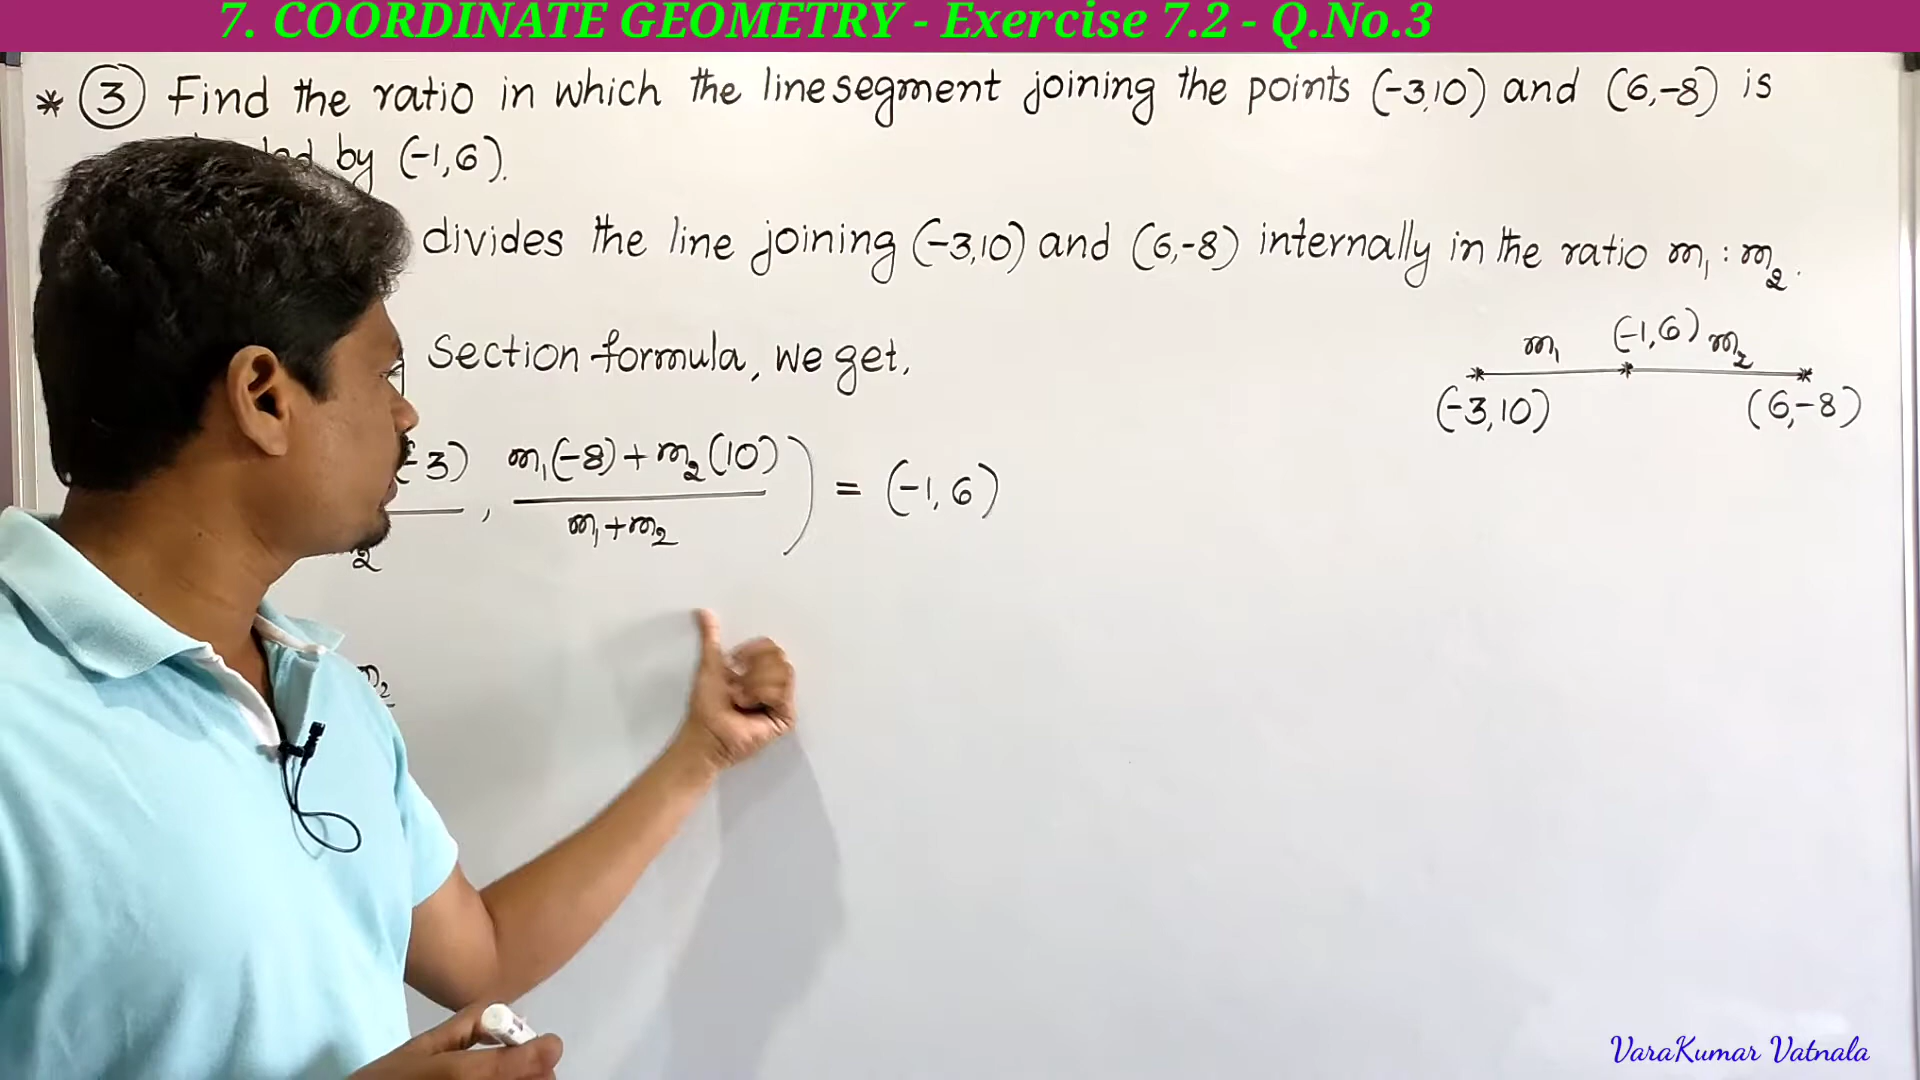 7. COORDINATE GEOMETRY - Exercise 7.2 - Q.No.3
* ③ Find the ratio in which the line segment joining the points (-3,10) and (6,-8) is
by (-1,6).
divides the line joining (-3,10) and (6,-8) internally in the ratio m₁ : m₂.
Section formula, we get,
m₁ (-1,6) m₂
(-3,10) (6,-8)
(-3) , m₁(-8)+m₂(10) ) = (-1,6)
2 m₁+m₂
m₂
VaraKumar Vatnala